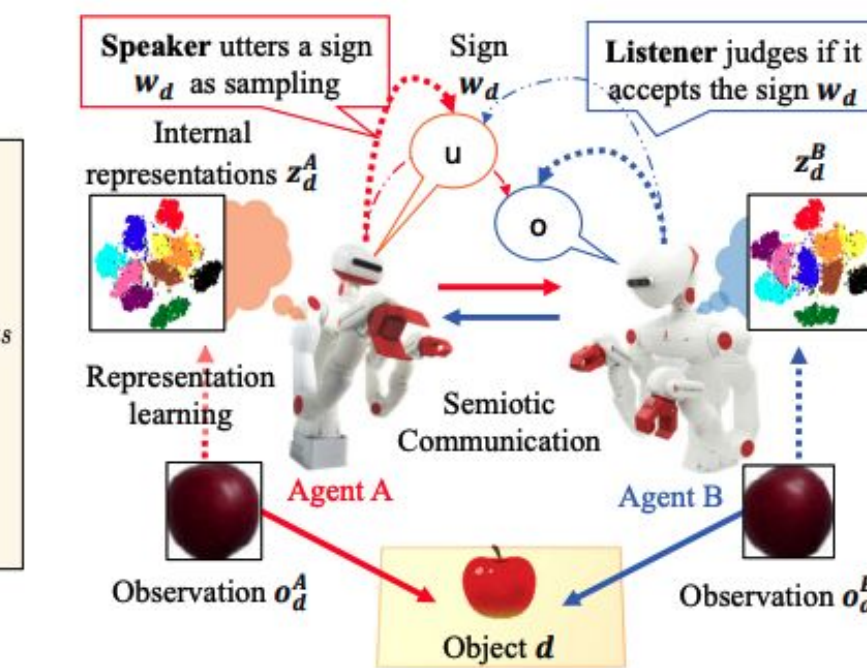 Speaker utters a sign
w_d as sampling
Sign
w_d
Listener judges if it
accepts the sign w_d
Internal
representations z_d^A
u
o
z_d^B
s
Representation
learning
Semiotic
Communication
Agent A
Agent B
Observation o_d^A
Observation o_d^B
Object d